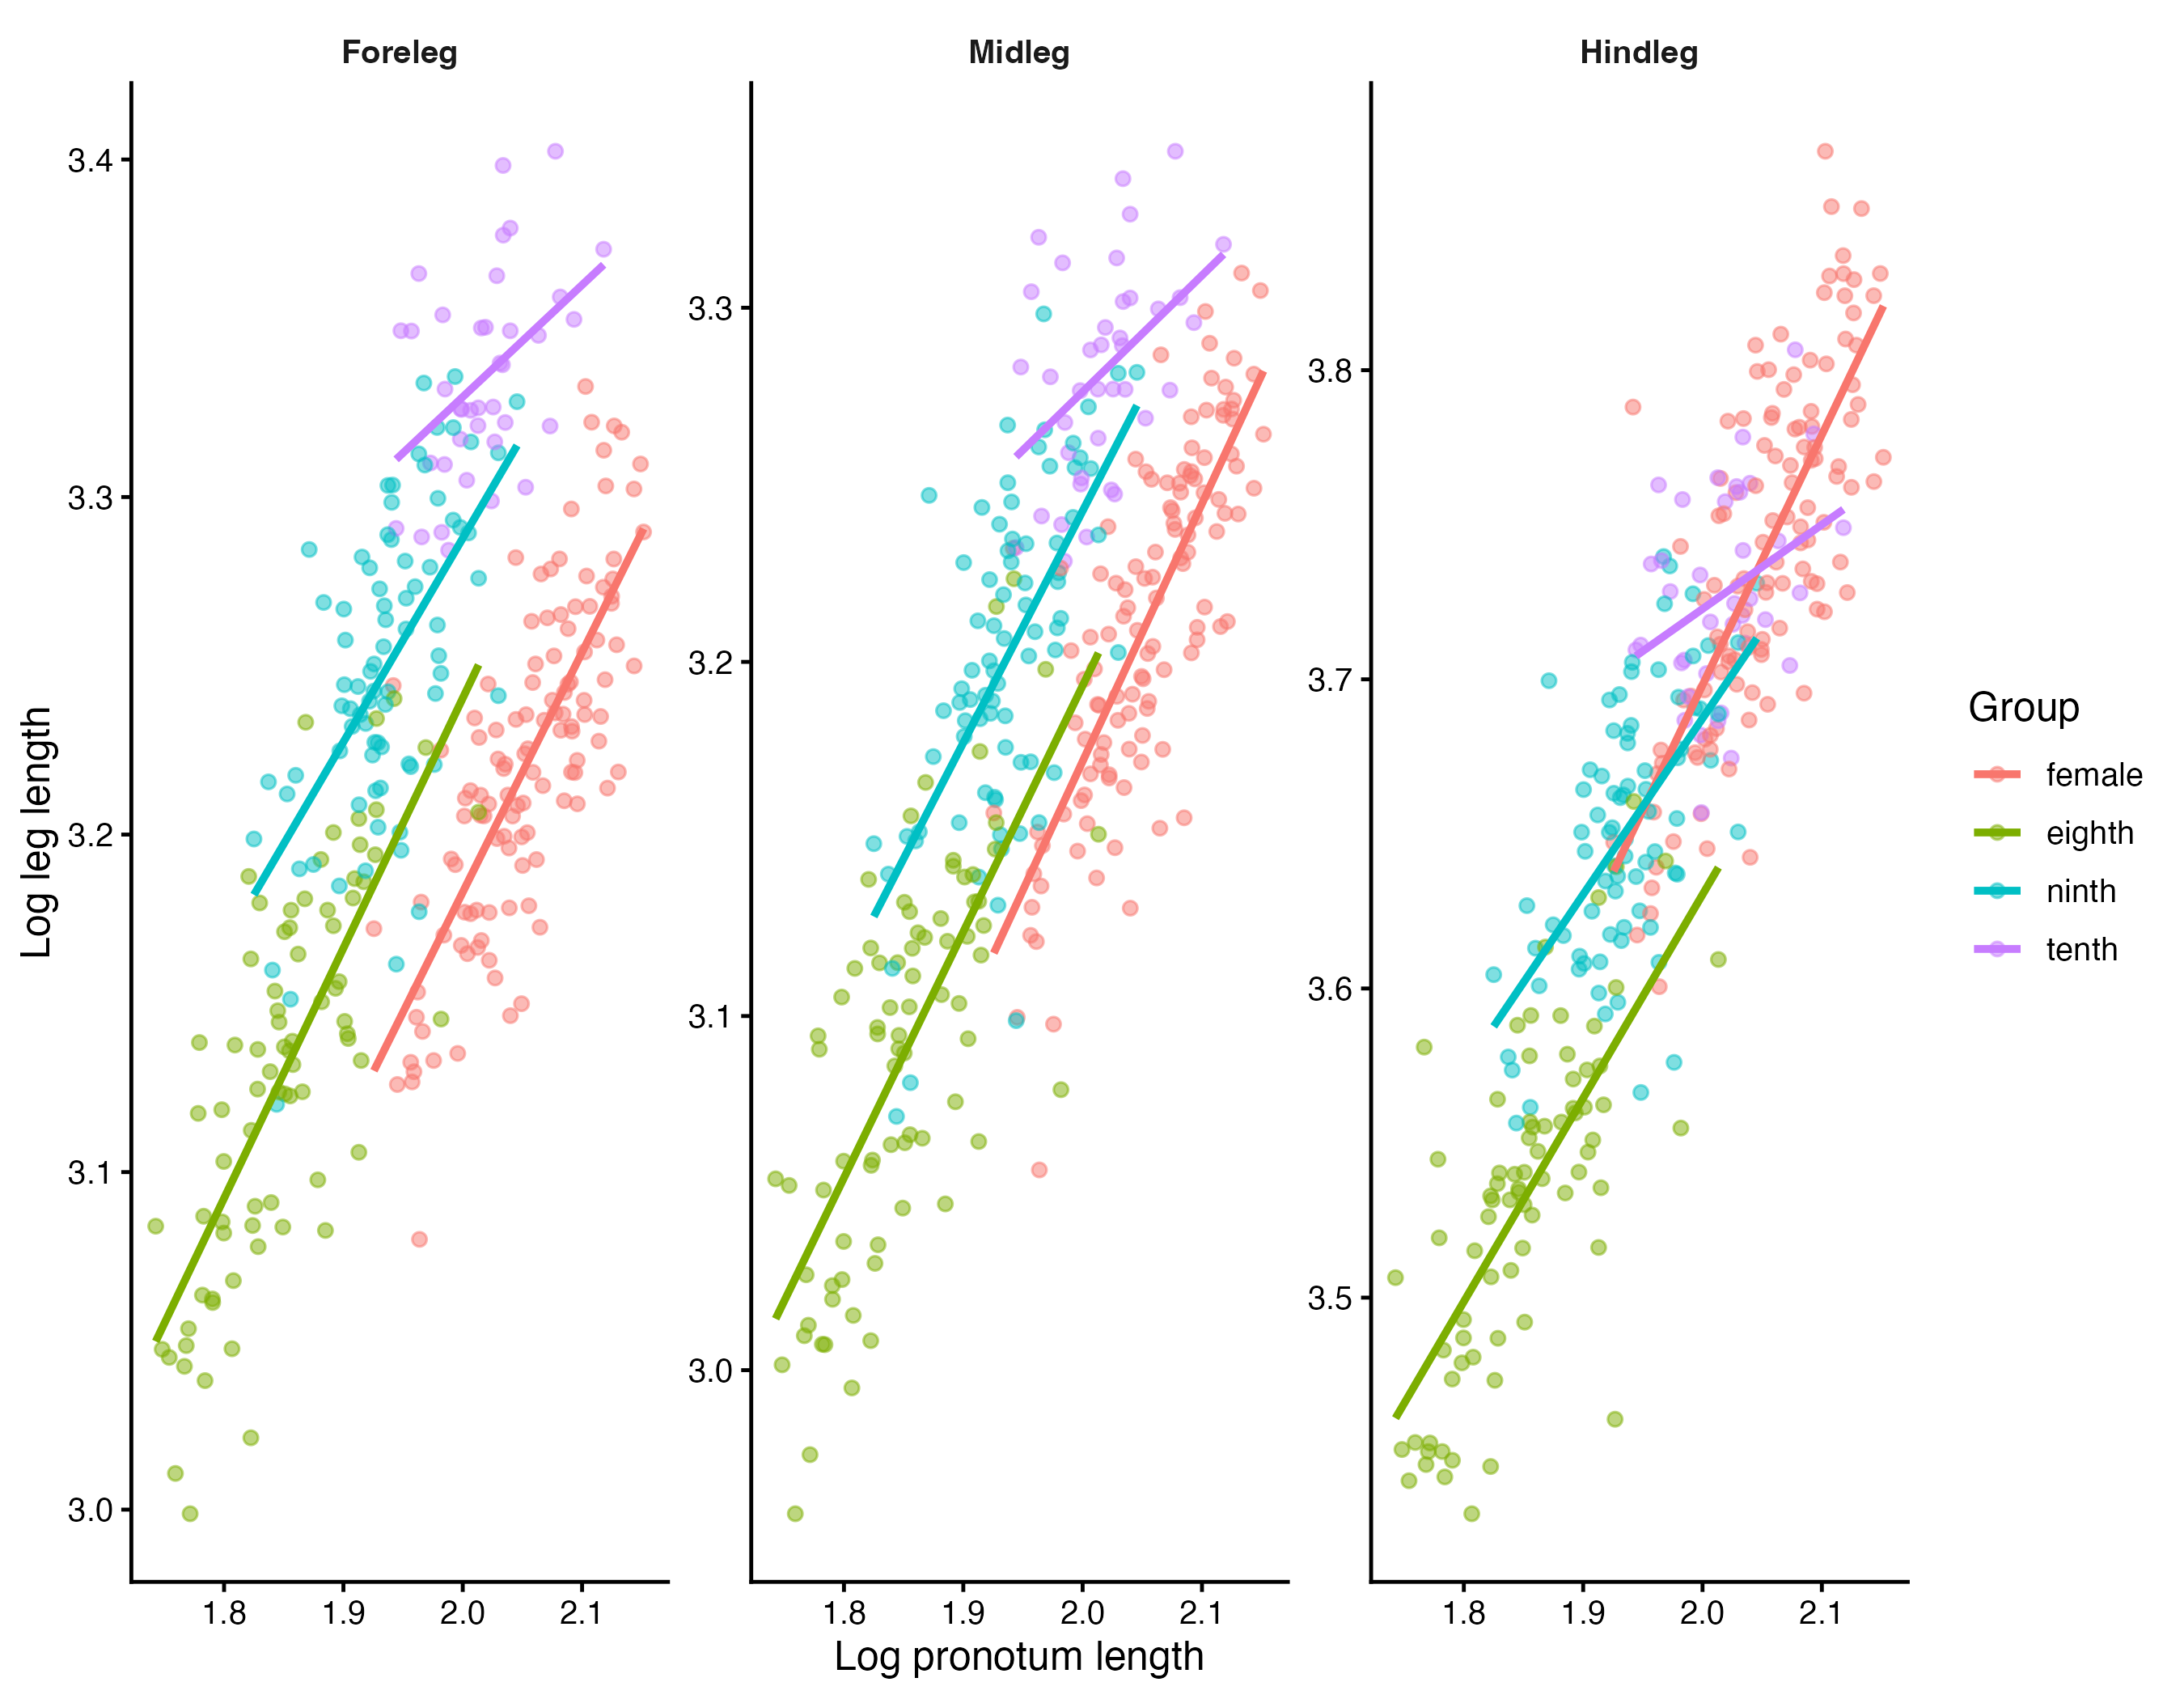 Foreleg Midleg Hindleg
Log leg length
3.4
3.3
3.2
3.1
3.0
3.3
3.2
3.1
3.0
3.8
3.7
3.6
3.5
1.8 1.9 2.0 2.1 1.8 1.9 2.0 2.1 1.8 1.9 2.0 2.1
Log pronotum length
Group
female
eighth
ninth
tenth